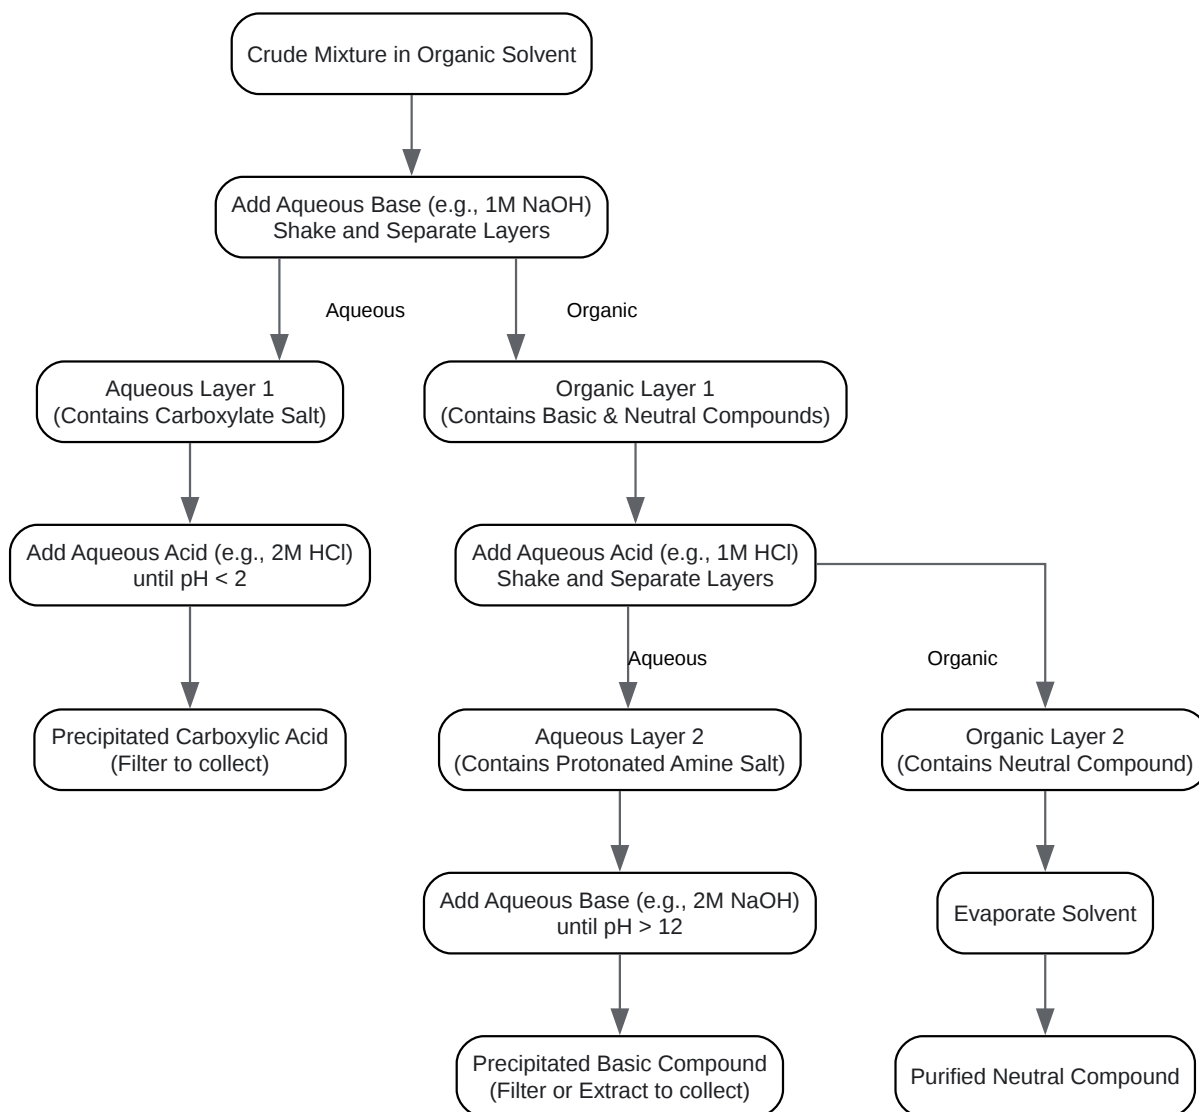 Crude Mixture in Organic Solvent
Add Aqueous Base (e.g., 1M NaOH)
Shake and Separate Layers
Aqueous
Organic
Aqueous Layer 1
(Contains Carboxylate Salt)
Organic Layer 1
(Contains Basic & Neutral Compounds)
Add Aqueous Acid (e.g., 2M HCl)
until pH < 2
Add Aqueous Acid (e.g., 1M HCl)
Shake and Separate Layers
Aqueous
Organic
Precipitated Carboxylic Acid
(Filter to collect)
Aqueous Layer 2
(Contains Protonated Amine Salt)
Organic Layer 2
(Contains Neutral Compound)
Add Aqueous Base (e.g., 2M NaOH)
until pH > 12
Evaporate Solvent
Precipitated Basic Compound
(Filter or Extract to collect)
Purified Neutral Compound